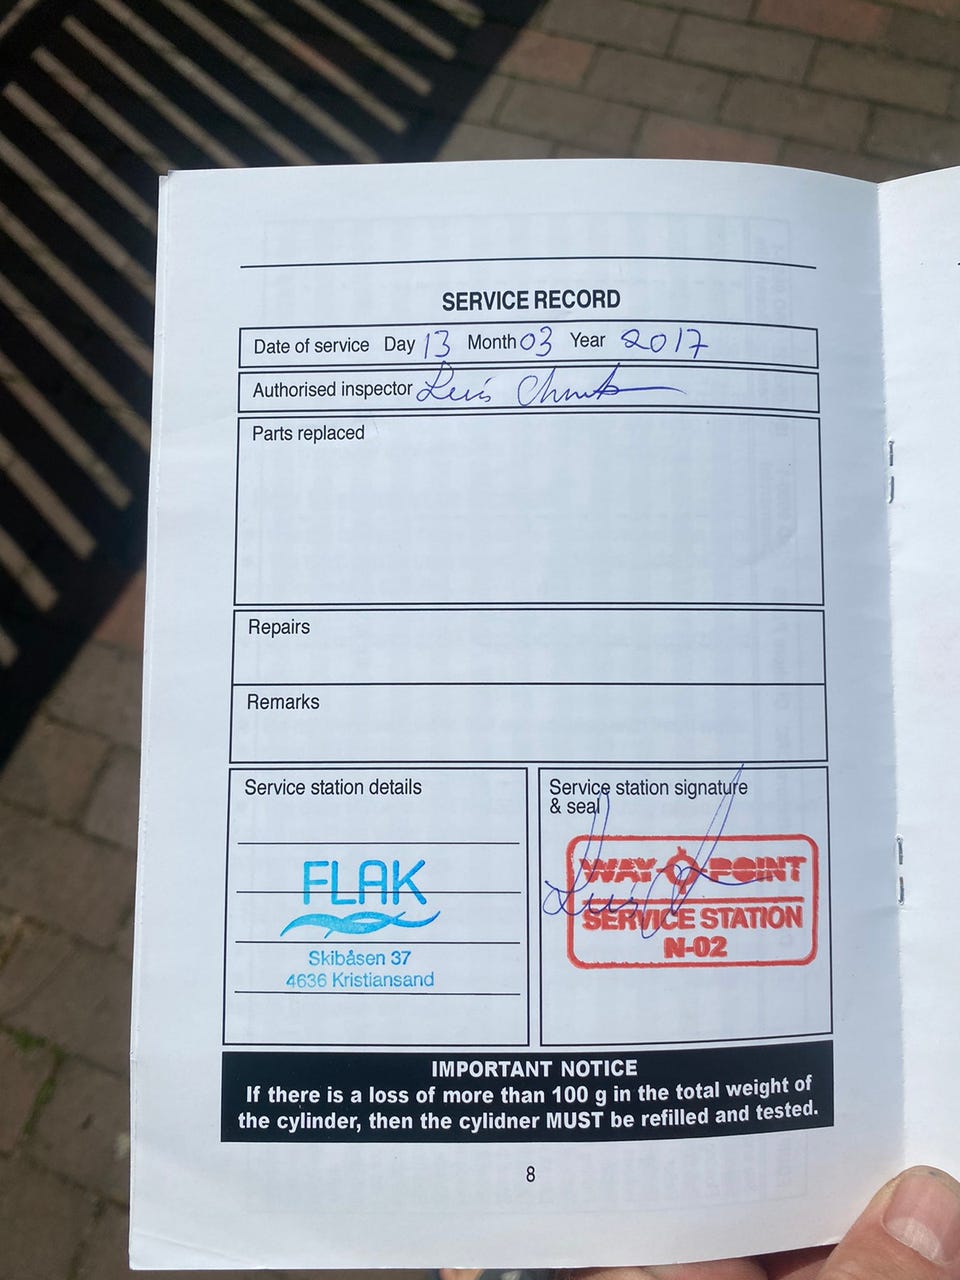 SERVICE RECORD
Date of service Day 13 Month 03 Year 2017
Authorised inspector Luis
Parts replaced
Repairs
Remarks
Service station details
FLAK
Skibåsen 37
4636 Kristiansand
Service station signature
& seal
WAY POINT
SERVICE STATION
N-02
IMPORTANT NOTICE
If there is a loss of more than 100 g in the total weight of
the cylinder, then the cylidner MUST be refilled and tested.
8